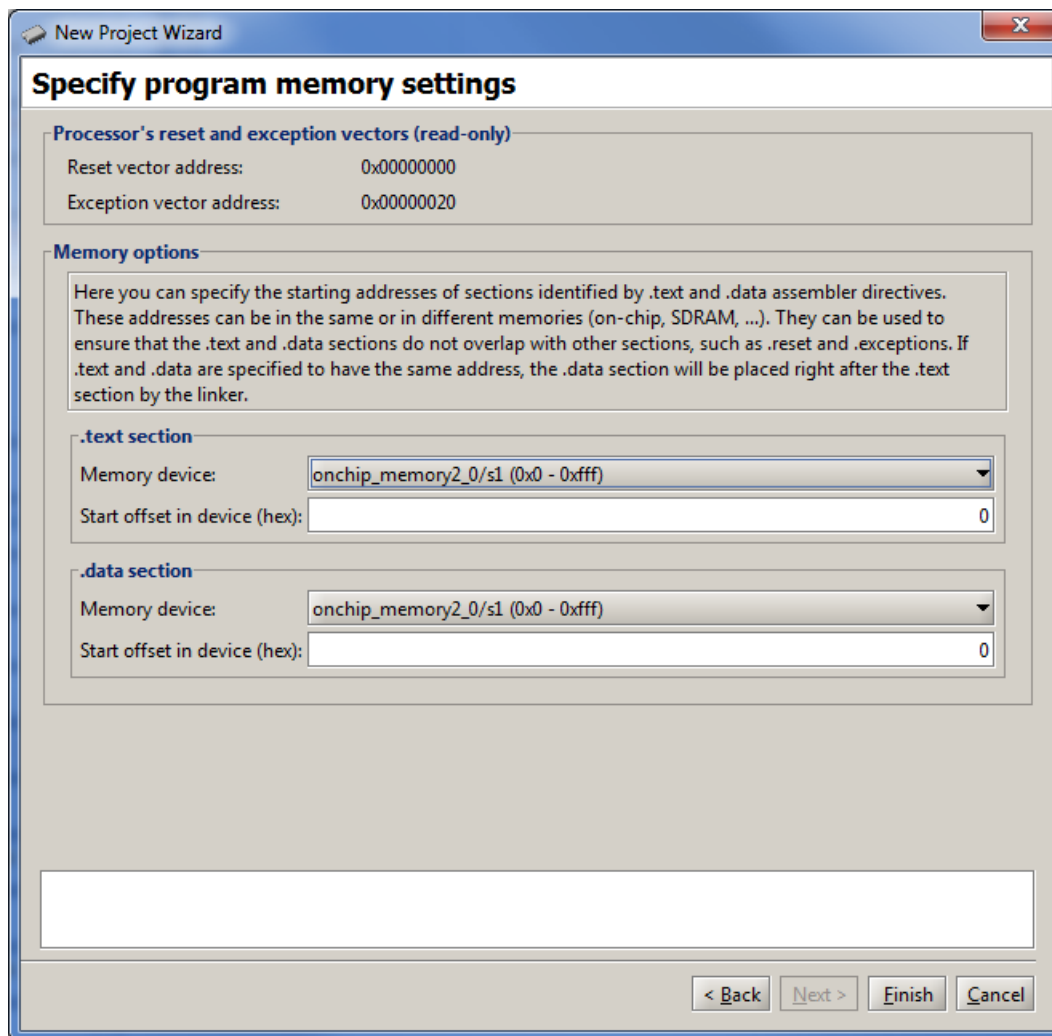 New Project Wizard
Specify program memory settings
Processor's reset and exception vectors (read-only)
Reset vector address: 0x00000000
Exception vector address: 0x00000020
Memory options
Here you can specify the starting addresses of sections identified by .text and .data assembler directives.
These addresses can be in the same or in different memories (on-chip, SDRAM, ...). They can be used to
ensure that the .text and .data sections do not overlap with other sections, such as .reset and .exceptions. If
.text and .data are specified to have the same address, the .data section will be placed right after the .text
section by the linker.
.text section
Memory device: onchip_memory2_0/s1 (0x0 - 0xfff)
Start offset in device (hex): 0
.data section
Memory device: onchip_memory2_0/s1 (0x0 - 0xfff)
Start offset in device (hex): 0
< Back Next > Finish Cancel